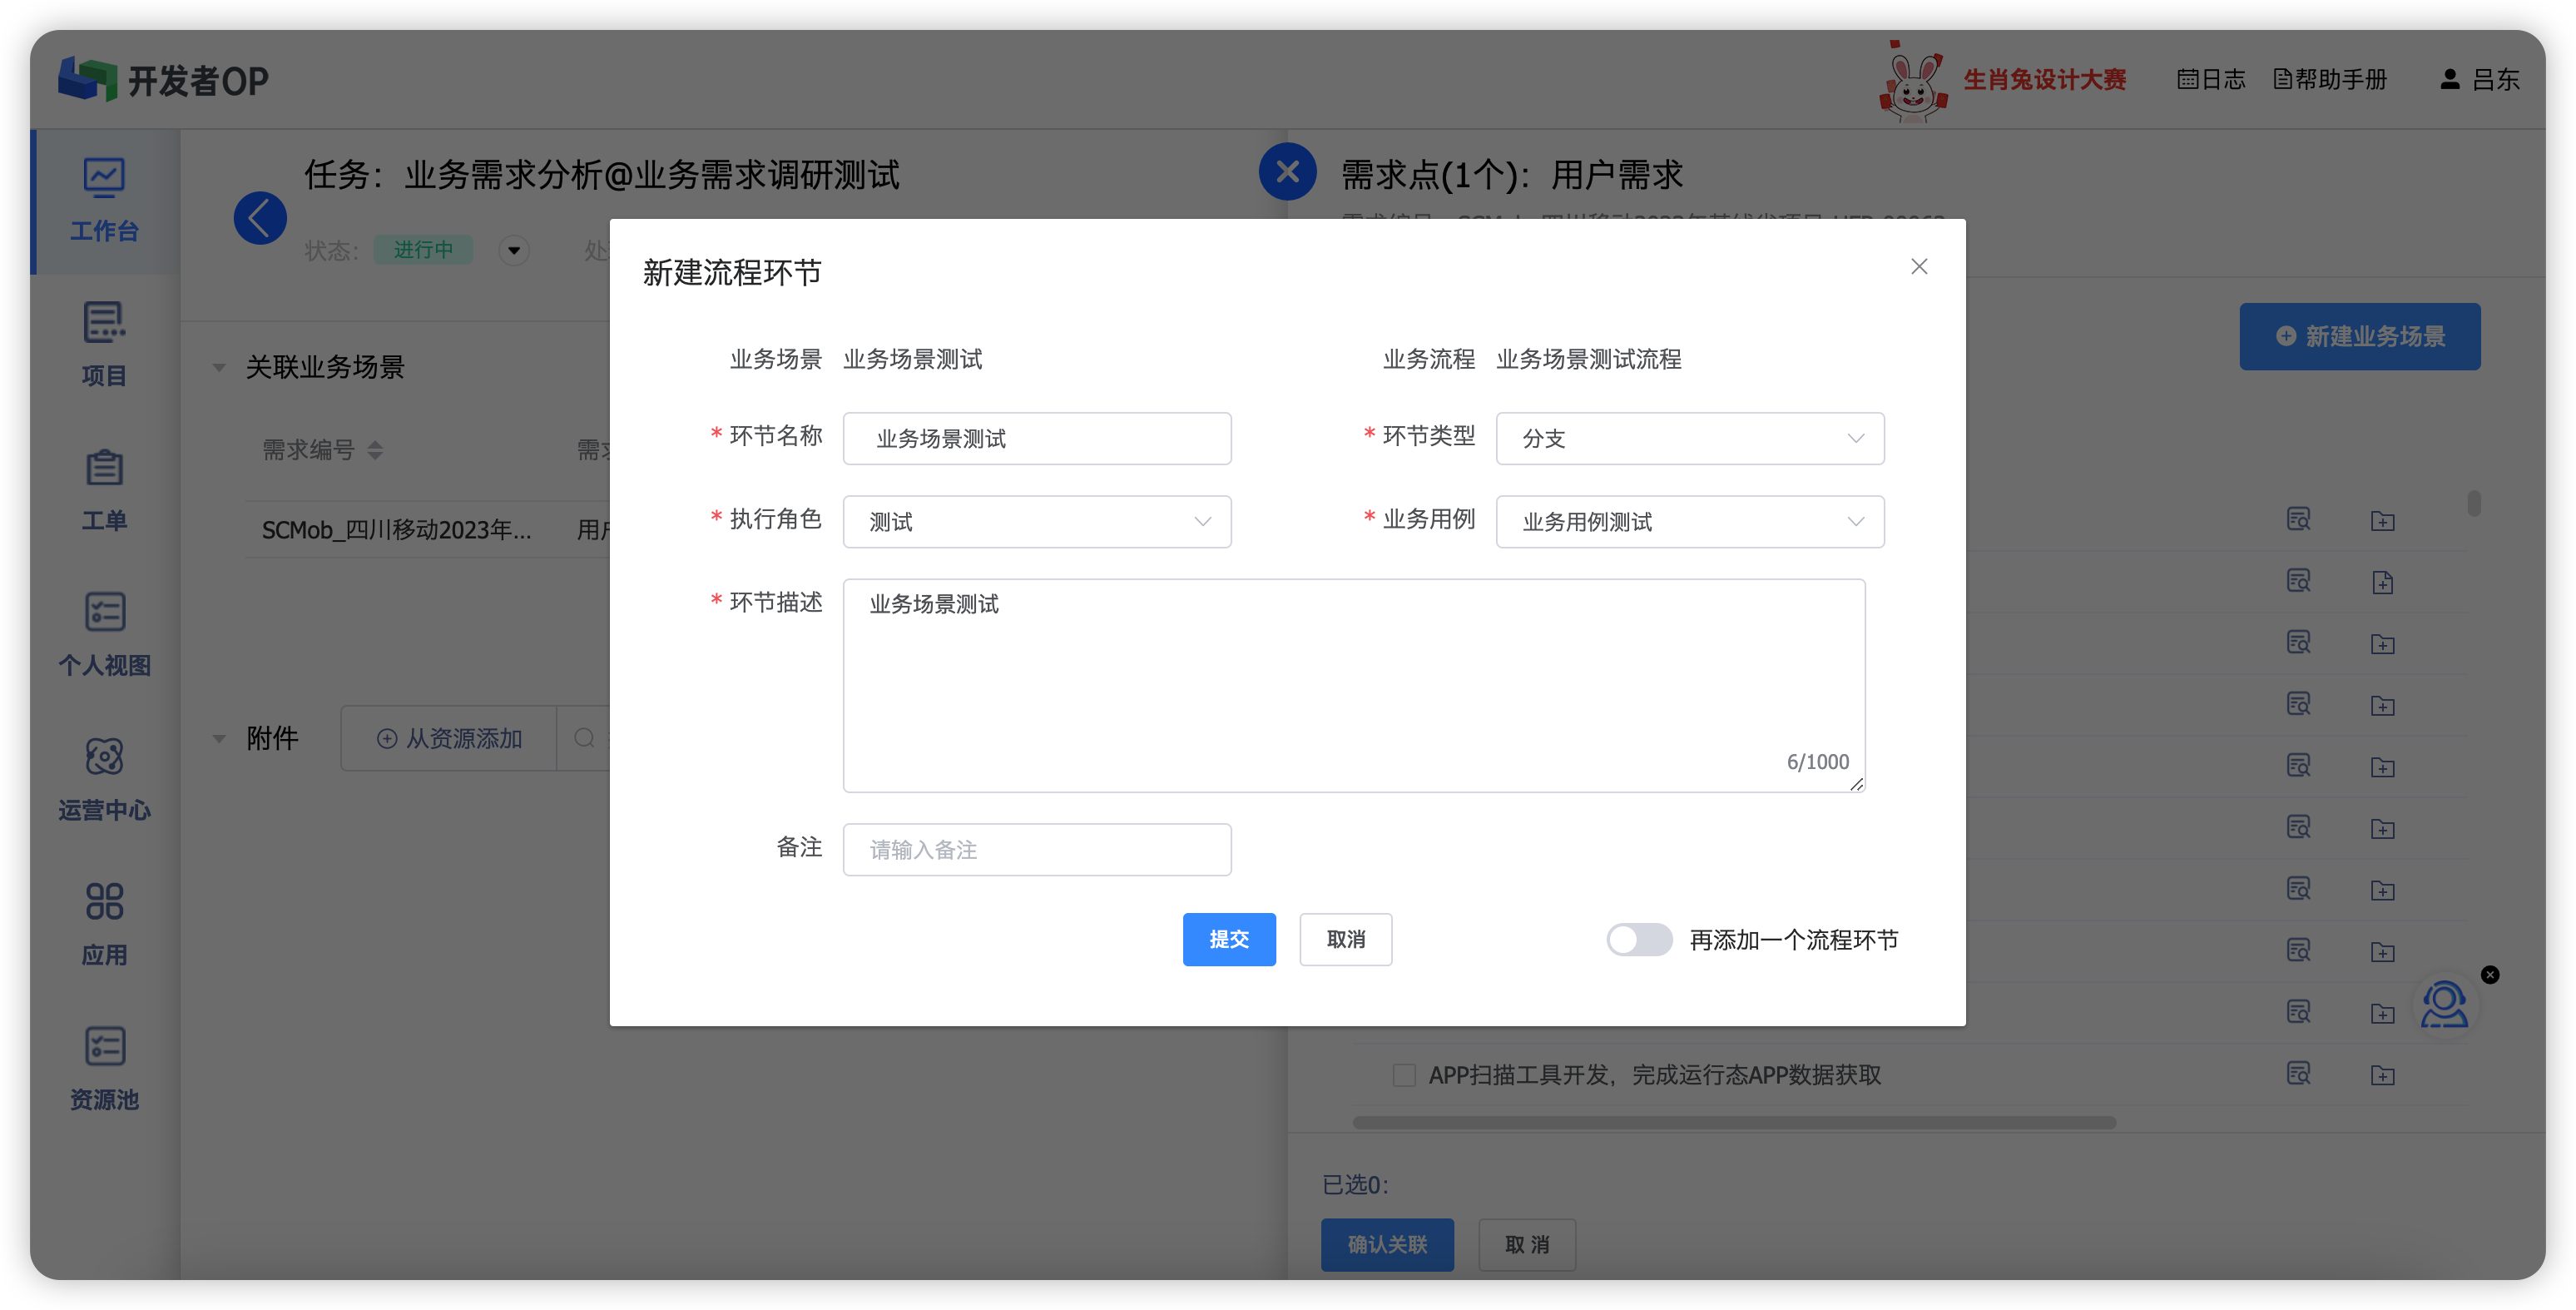 开发者OP
生肖兔设计大赛
日志
帮助手册
吕东
工作台
项目
工单
个人视图
运营中心
应用
资源池
任务：业务需求分析@业务需求调研测试
状态：
进行中
关联业务场景
需求编号
SCMob_四川移动2023年...
附件
从资源添加
需求点(1个)：用户需求
新建业务场景
新建流程环节
业务场景 业务场景测试
业务流程 业务场景测试流程
* 环节名称 业务场景测试
* 环节类型 分支
* 执行角色 测试
* 业务用例 业务用例测试
* 环节描述 业务场景测试
6/1000
备注 请输入备注
提交
取消
再添加一个流程环节
APP扫描工具开发，完成运行态APP数据获取
已选0：
确认关联
取 消